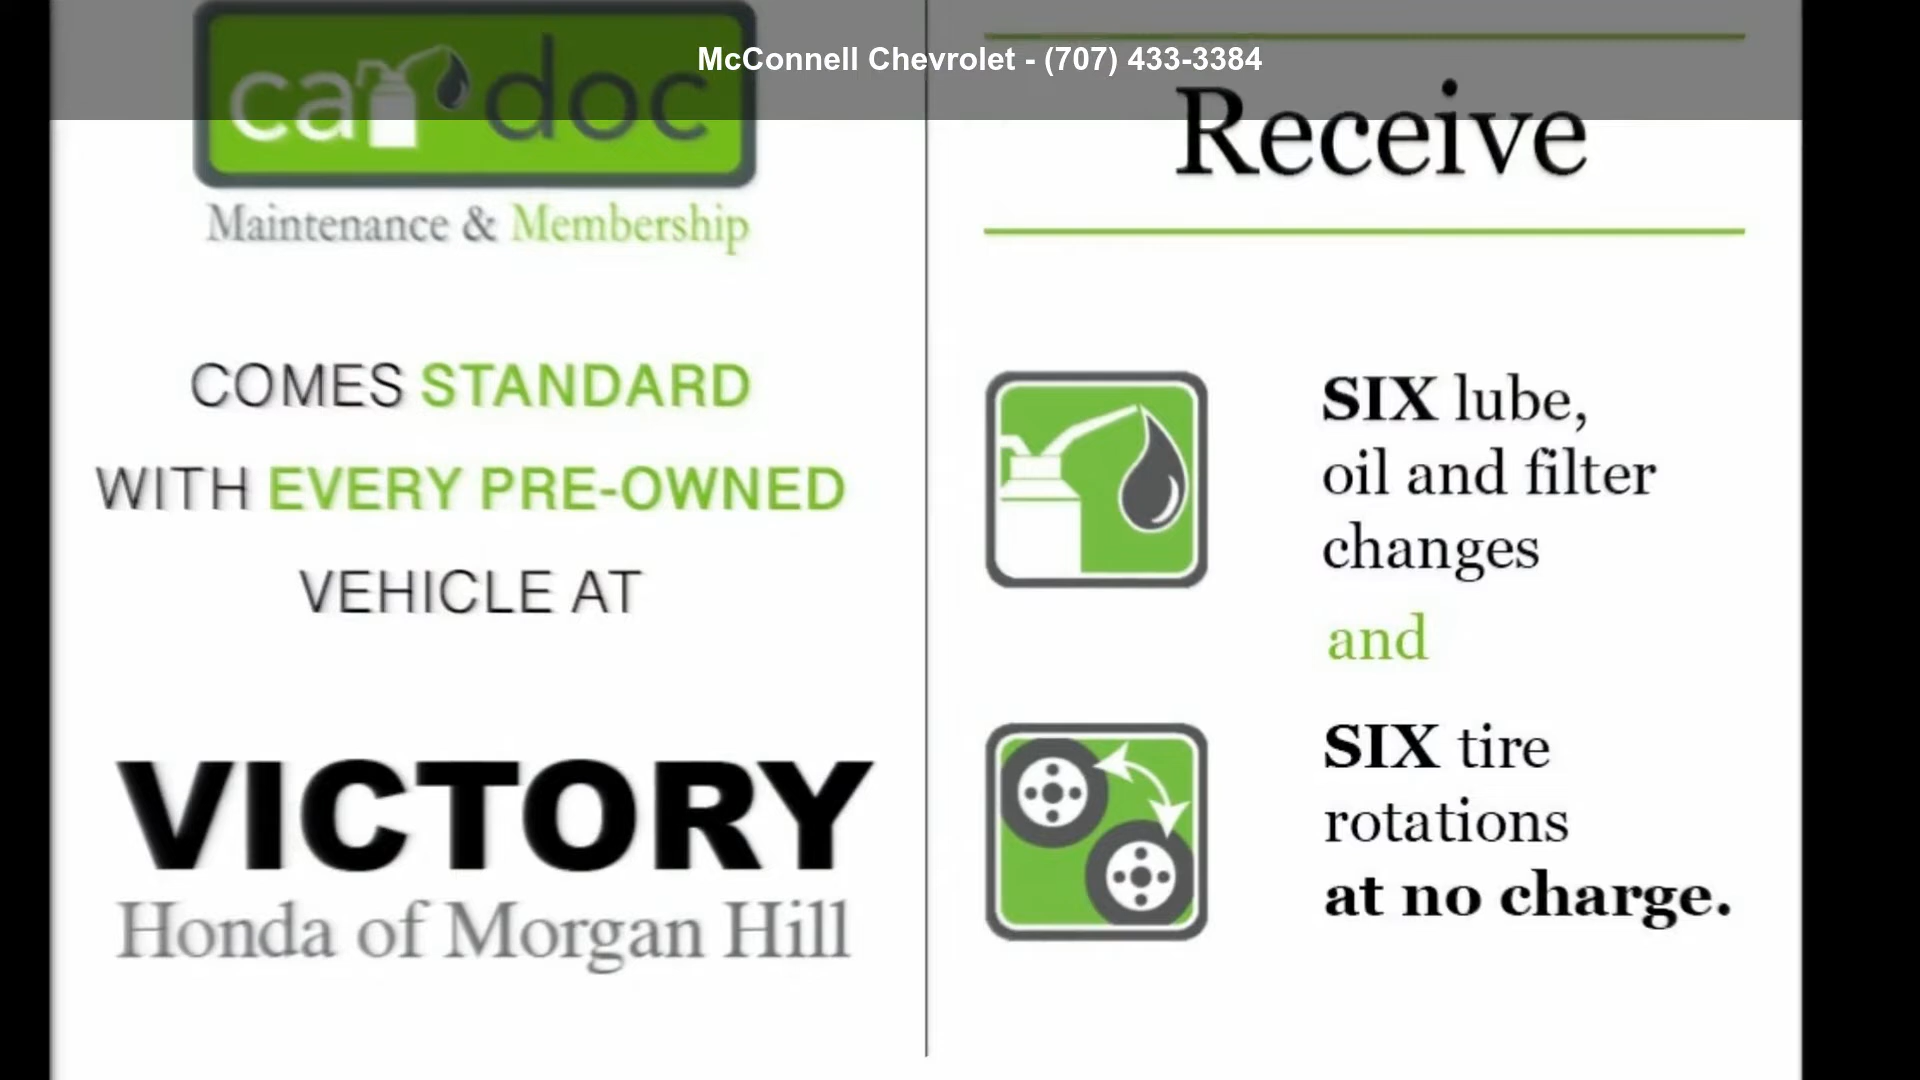 McConnell Chevrolet - (707) 433-3384
car doc
Maintenance & Membership
COMES STANDARD
WITH EVERY PRE-OWNED
VEHICLE AT
VICTORY
Honda of Morgan Hill
Receive
SIX lube,
oil and filter
changes
and
SIX tire
rotations
at no charge.